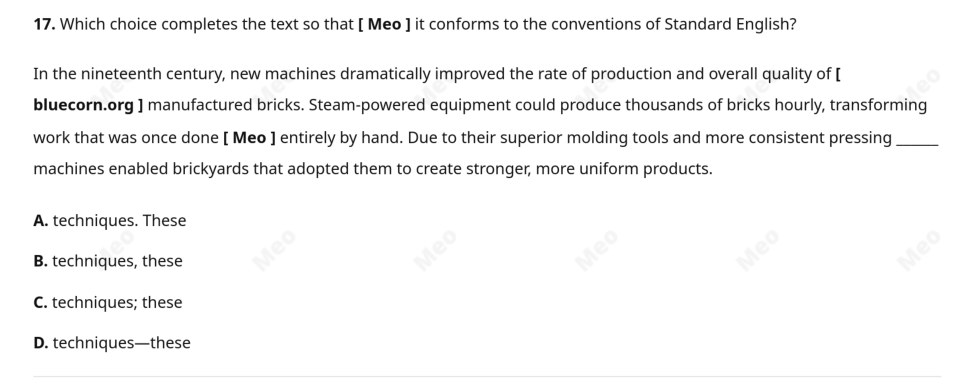 17. Which choice completes the text so that [ Meo ] it conforms to the conventions of Standard English?
In the nineteenth century, new machines dramatically improved the rate of production and overall quality of [
bluecorn.org ] manufactured bricks. Steam-powered equipment could produce thousands of bricks hourly, transforming
work that was once done [ Meo ] entirely by hand. Due to their superior molding tools and more consistent pressing ______
machines enabled brickyards that adopted them to create stronger, more uniform products.
A. techniques. These
B. techniques, these
C. techniques; these
D. techniques—these